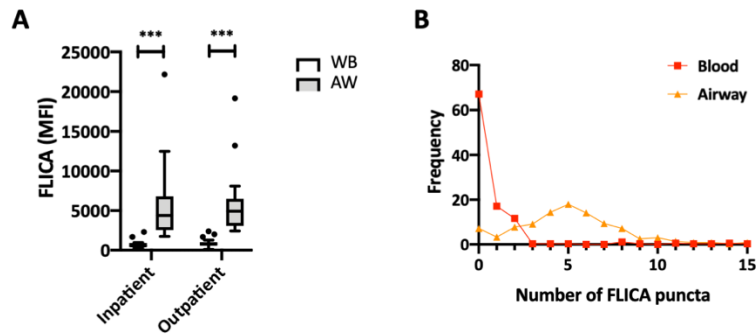 A
***
***
25000
20000
15000
10000
5000
0
FLICA (MFI)
Inpatient
Outpatient
WB
AW
B
Blood
Airway
80
60
40
20
0
Frequency
0 5 10 15
Number of FLICA puncta